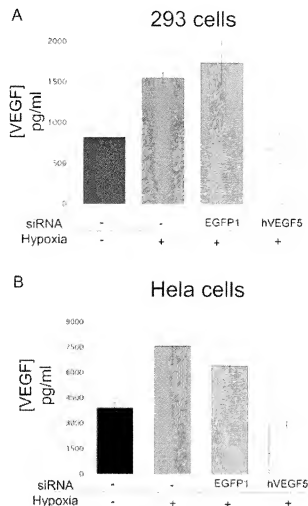 A
293 cells
[VEGF]
pg/ml
2000
1500
1000
500
0
siRNA - - EGFP1 hVEGF5
Hypoxia - + + +
B
Hela cells
[VEGF]
pg/ml
9000
7500
6000
4500
3000
1500
0
siRNA - - EGFP1 hVEGF5
Hypoxia - + + +